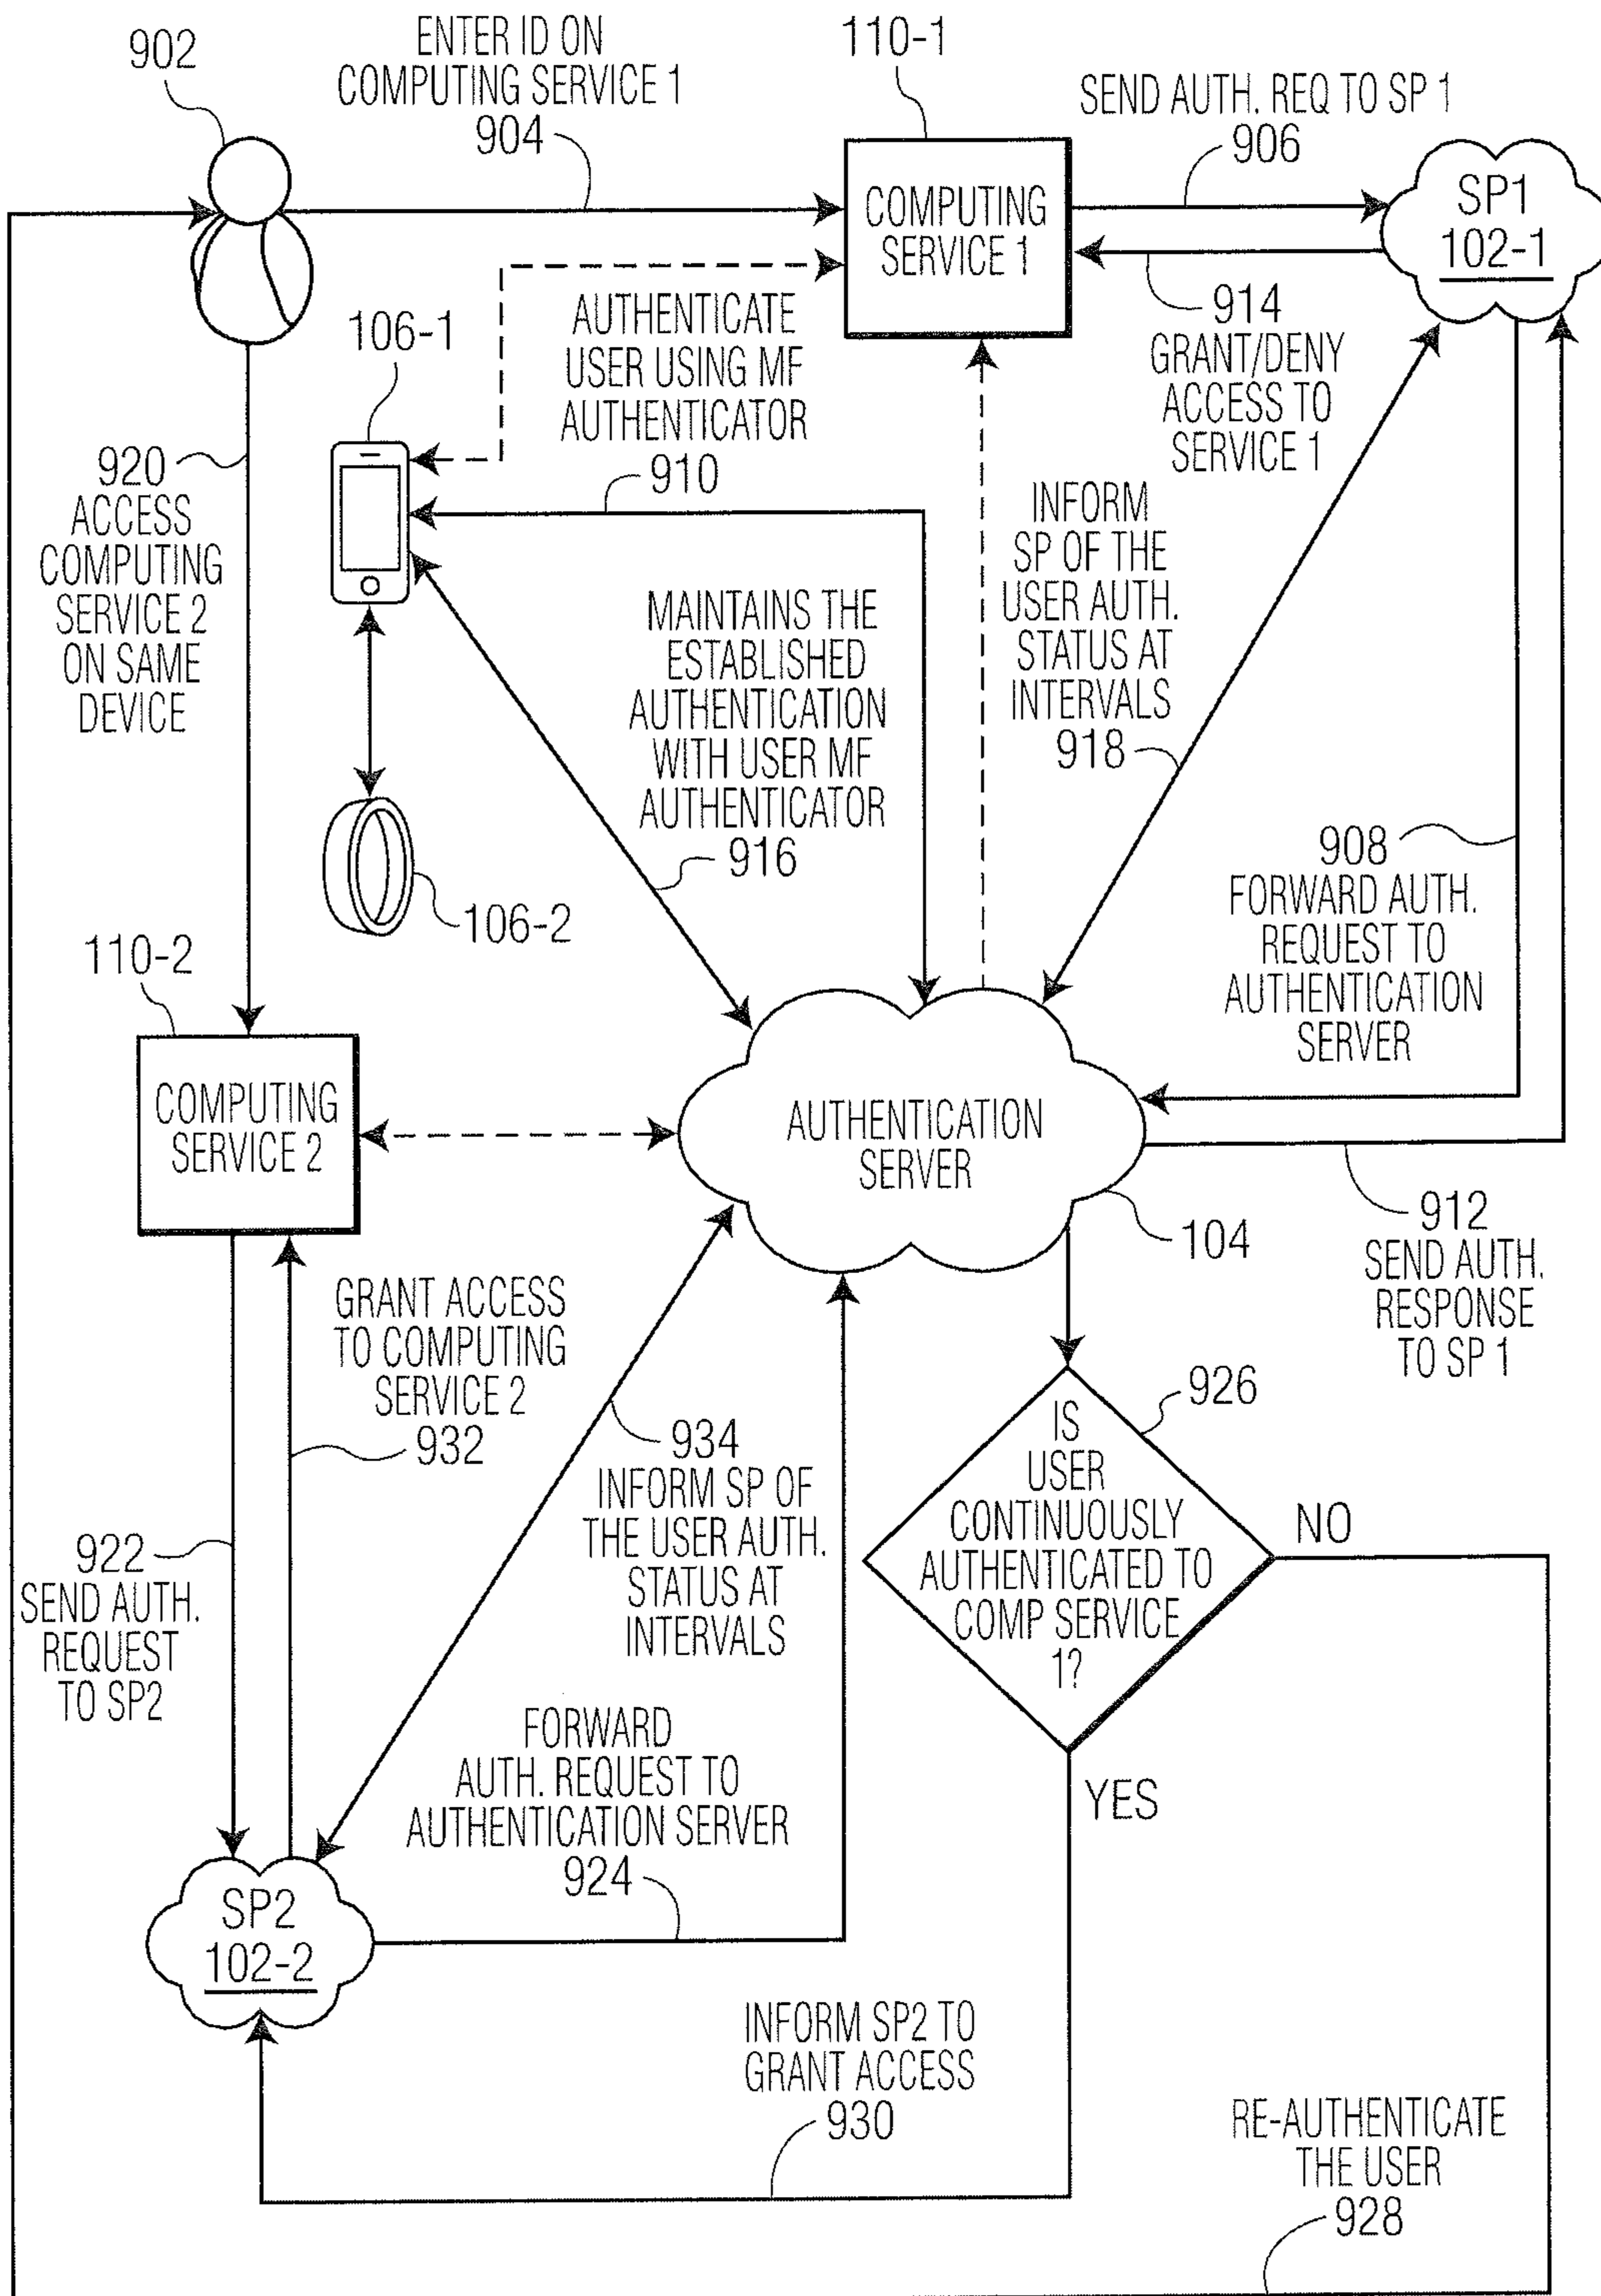 902
ENTER ID ON
COMPUTING SERVICE 1
904
110-1
SEND AUTH. REQ TO SP 1
906
COMPUTING
SERVICE 1
SP1
102-1
914
GRANT/DENY
ACCESS TO
SERVICE 1
106-1
AUTHENTICATE
USER USING MF
AUTHENTICATOR
910
920
ACCESS
COMPUTING
SERVICE 2
ON SAME
DEVICE
INFORM
SP OF THE
USER AUTH.
STATUS AT
INTERVALS
918
MAINTAINS THE
ESTABLISHED
AUTHENTICATION
WITH USER MF
AUTHENTICATOR
916
106-2
908
FORWARD AUTH.
REQUEST TO
AUTHENTICATION
SERVER
110-2
COMPUTING
SERVICE 2
AUTHENTICATION
SERVER
104
912
SEND AUTH.
RESPONSE
TO SP 1
GRANT ACCESS
TO COMPUTING
SERVICE 2
932
934
INFORM SP OF
THE USER AUTH.
STATUS AT
INTERVALS
926
IS
USER
CONTINUOUSLY
AUTHENTICATED TO
COMP SERVICE
1?
NO
YES
922
SEND AUTH.
REQUEST
TO SP2
FORWARD
AUTH. REQUEST TO
AUTHENTICATION SERVER
924
SP2
102-2
INFORM SP2 TO
GRANT ACCESS
930
RE-AUTHENTICATE
THE USER
928